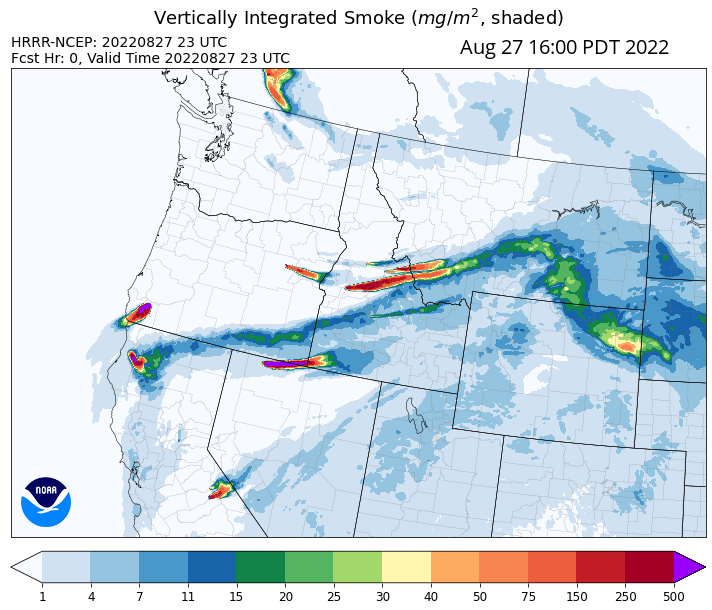 Vertically Integrated Smoke (mg/m², shaded)
HRRR-NCEP: 20220827 23 UTC
Fcst Hr: 0, Valid Time 20220827 23 UTC
Aug 27 16:00 PDT 2022
NOAA
1 4 7 11 15 20 25 30 40 50 75 150 250 500